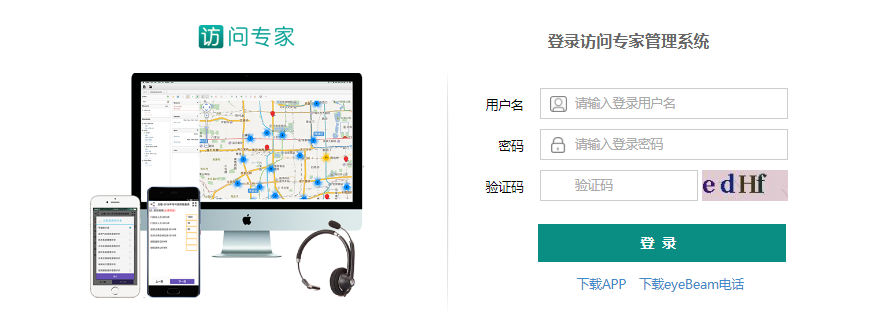 访问专家
登录访问专家管理系统
用户名 请输入登录用户名
密码 请输入登录密码
验证码 验证码 edHf
登 录
下载APP 下载eyeBeam电话